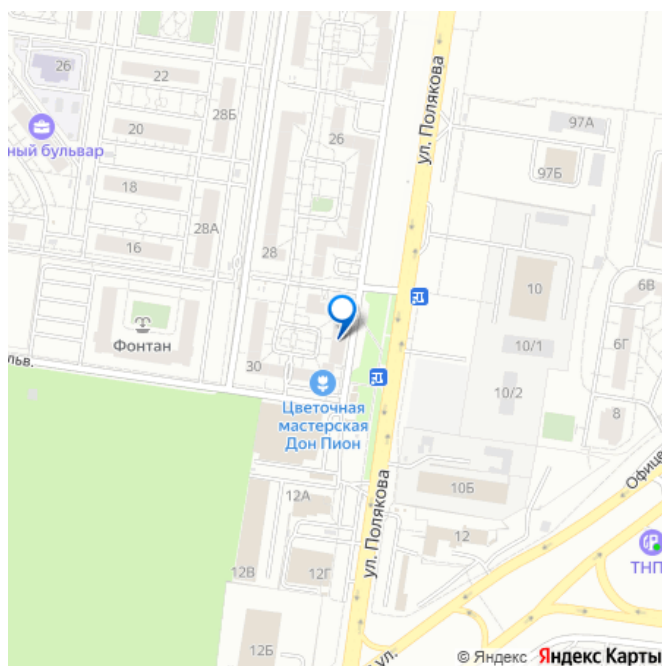 26
22
28Б
20
ный бульвар
18
16
28А
26
28
Фонтан
30
льв.
Цветочная
мастерская
Дон Пион
ул. Полякова
97А
97Б
10
10/1
10/2
6В
6Г
8
10Б
12А
12
12В
12Г
12Б
ул. Полякова
Офице
ТНП
ул.
© Яндекс Яндекс Карты